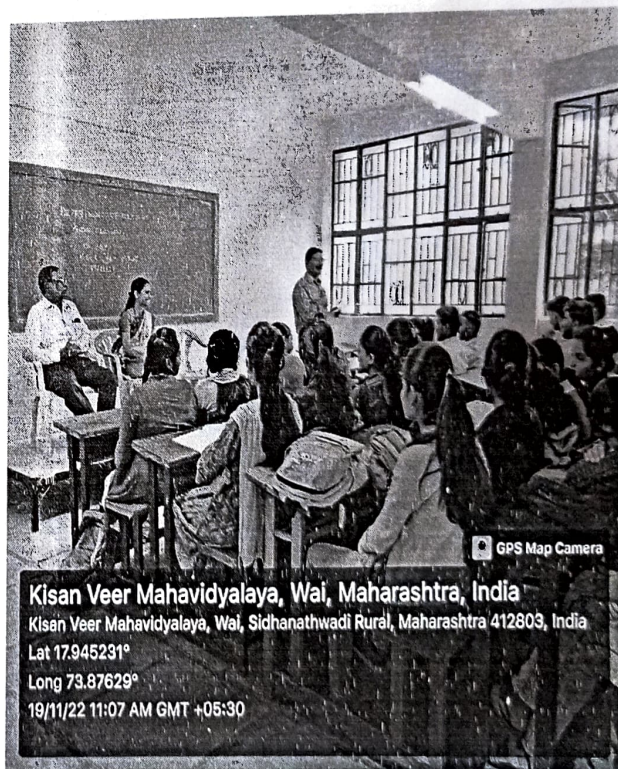 GPS Map Camera
Kisan Veer Mahavidyalaya, Wai, Maharashtra, India
Kisan Veer Mahavidyalaya, Wai, Sidhanathwadi Rural, Maharashtra 412803, India
Lat 17.945231°
Long 73.87629°
19/11/22 11:07 AM GMT +05:30